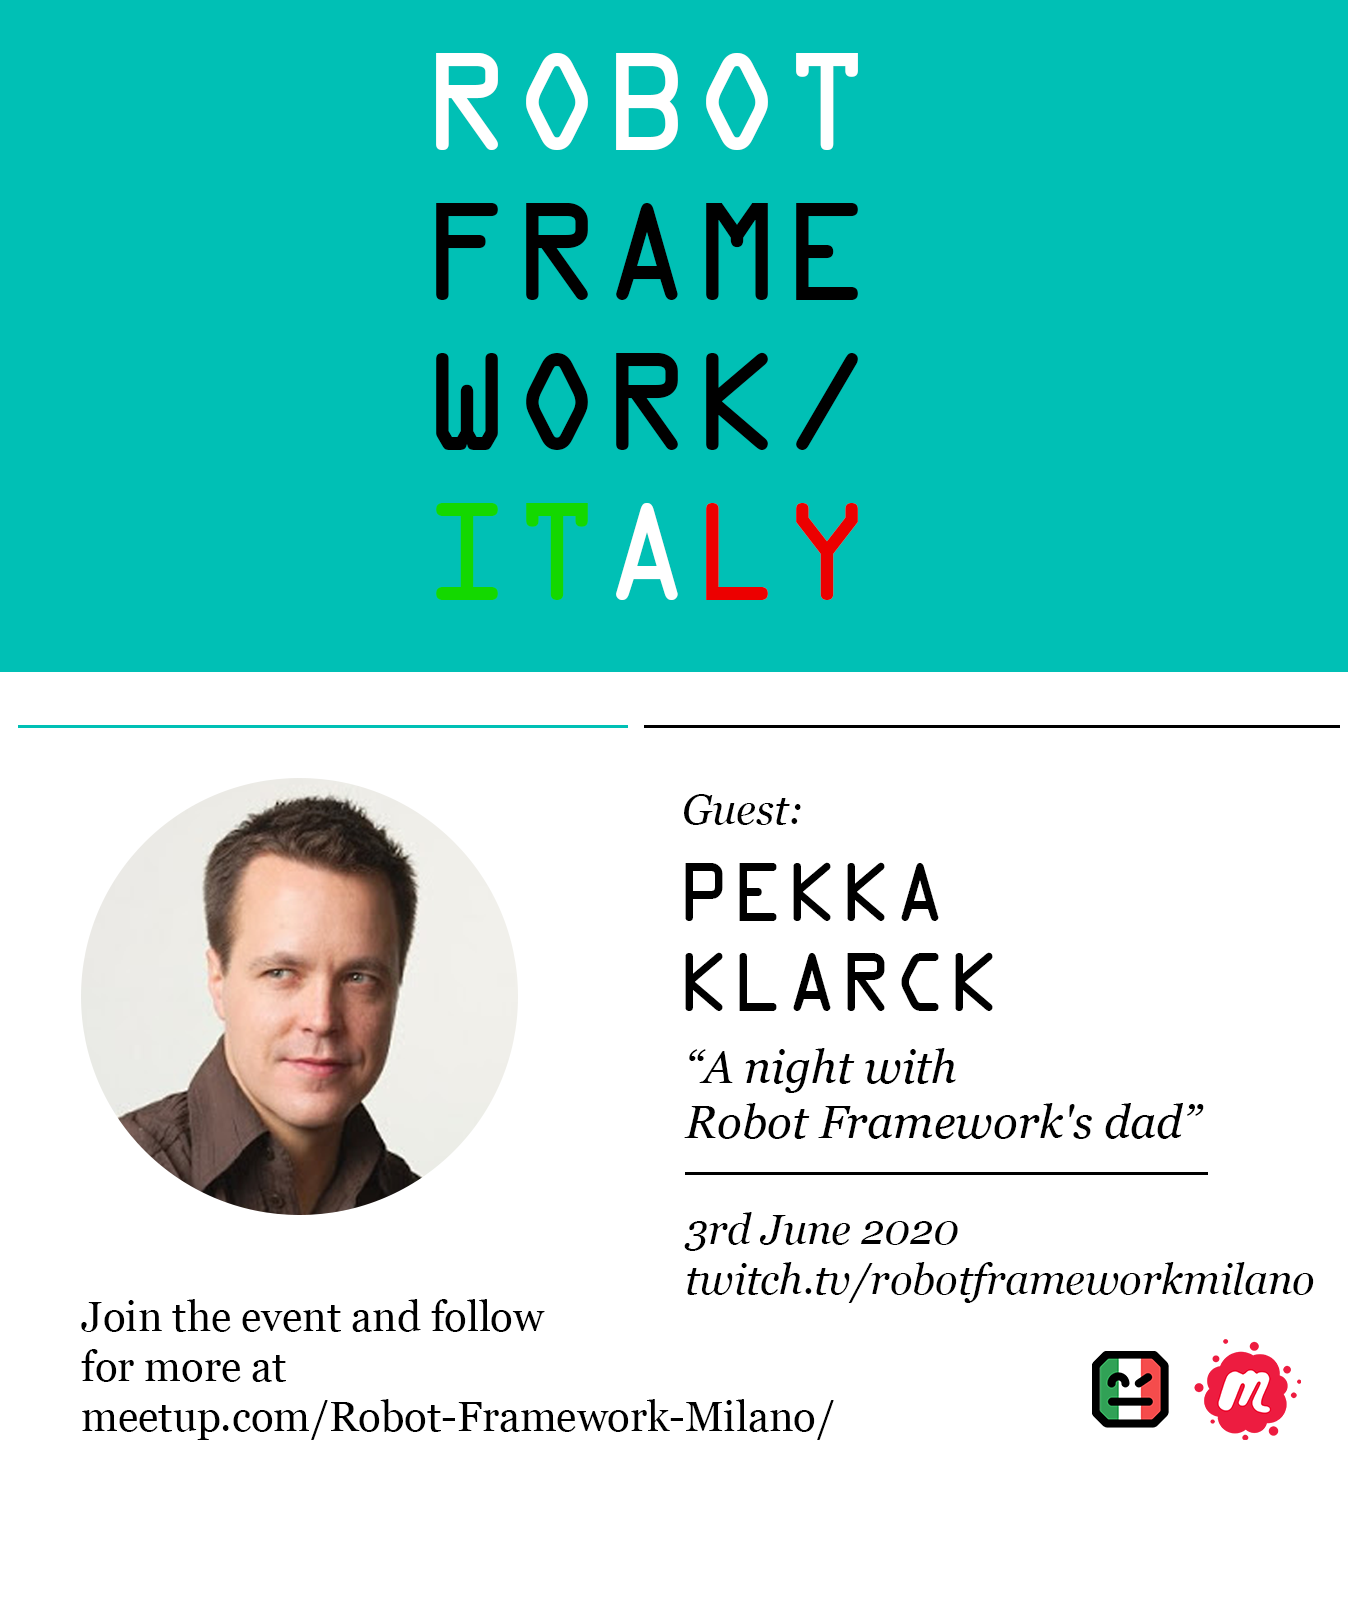 ROBOT
FRAME
WORK/
ITALY
Guest:
PEKKA
KLARCK
“A night with
Robot Framework's dad”
3rd June 2020
twitch.tv/robotframeworkmilano
Join the event and follow
for more at
meetup.com/Robot-Framework-Milano/
m